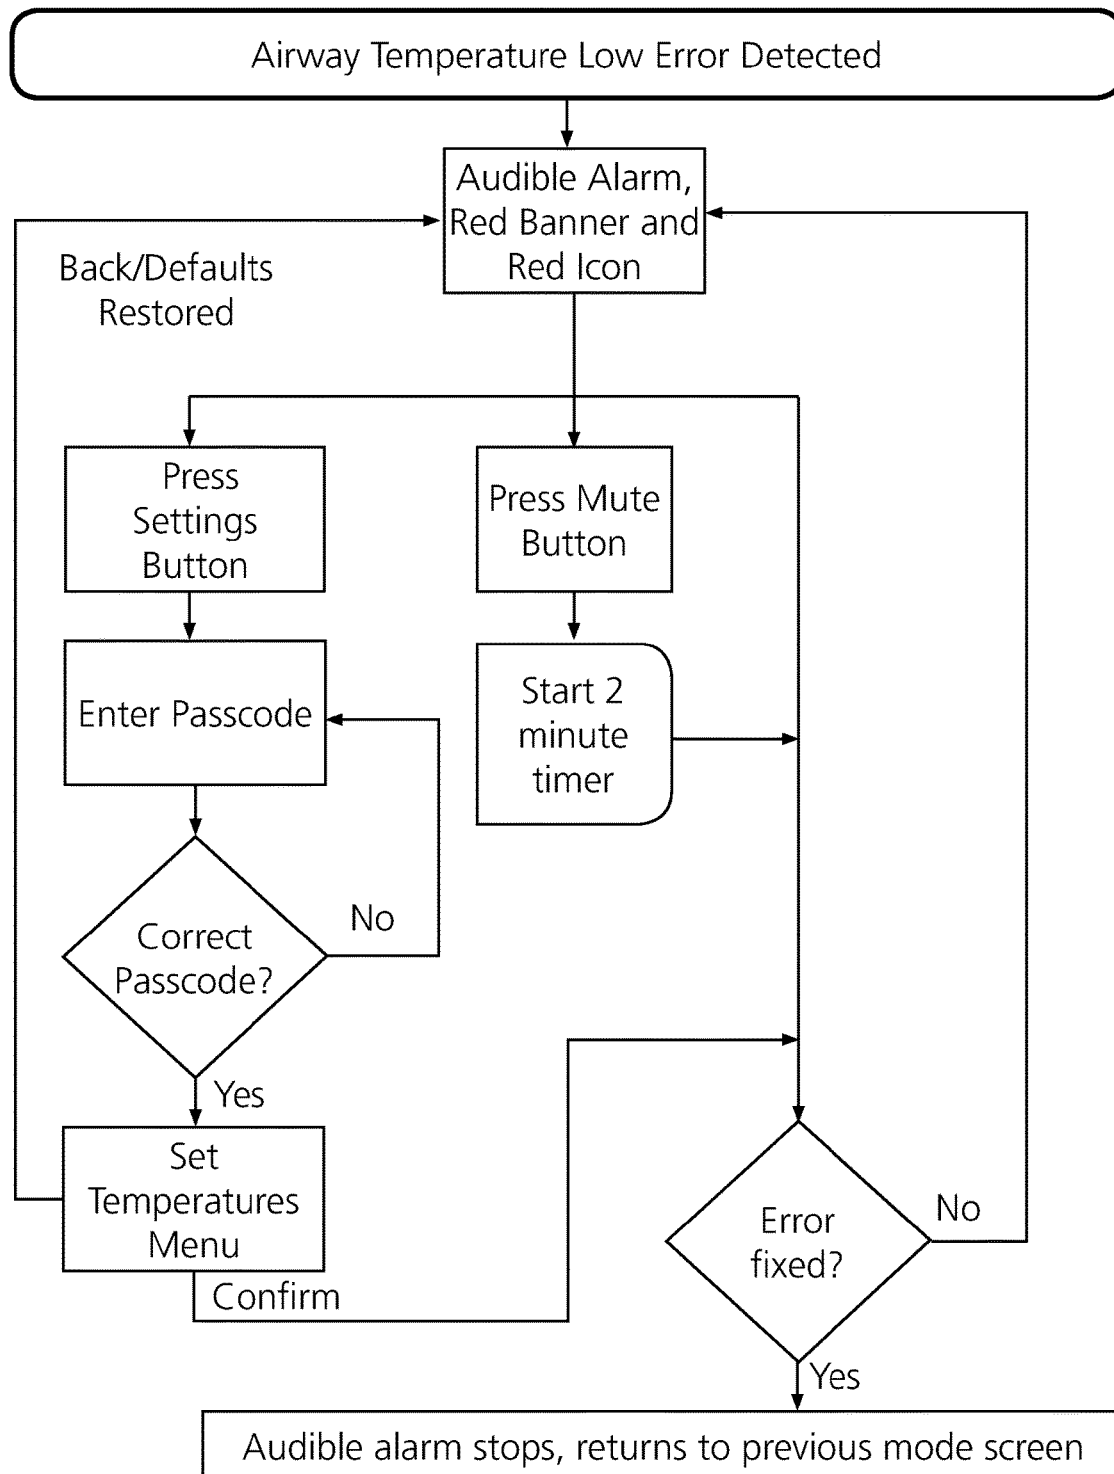 Airway Temperature Low Error Detected
Audible Alarm,
Red Banner and
Red Icon
Back/Defaults
Restored
Press
Settings
Button
Press Mute
Button
Enter Passcode
Start 2
minute
timer
Correct
Passcode?
No
Yes
Set
Temperatures
Menu
Confirm
Error
fixed?
No
Yes
Audible alarm stops, returns to previous mode screen